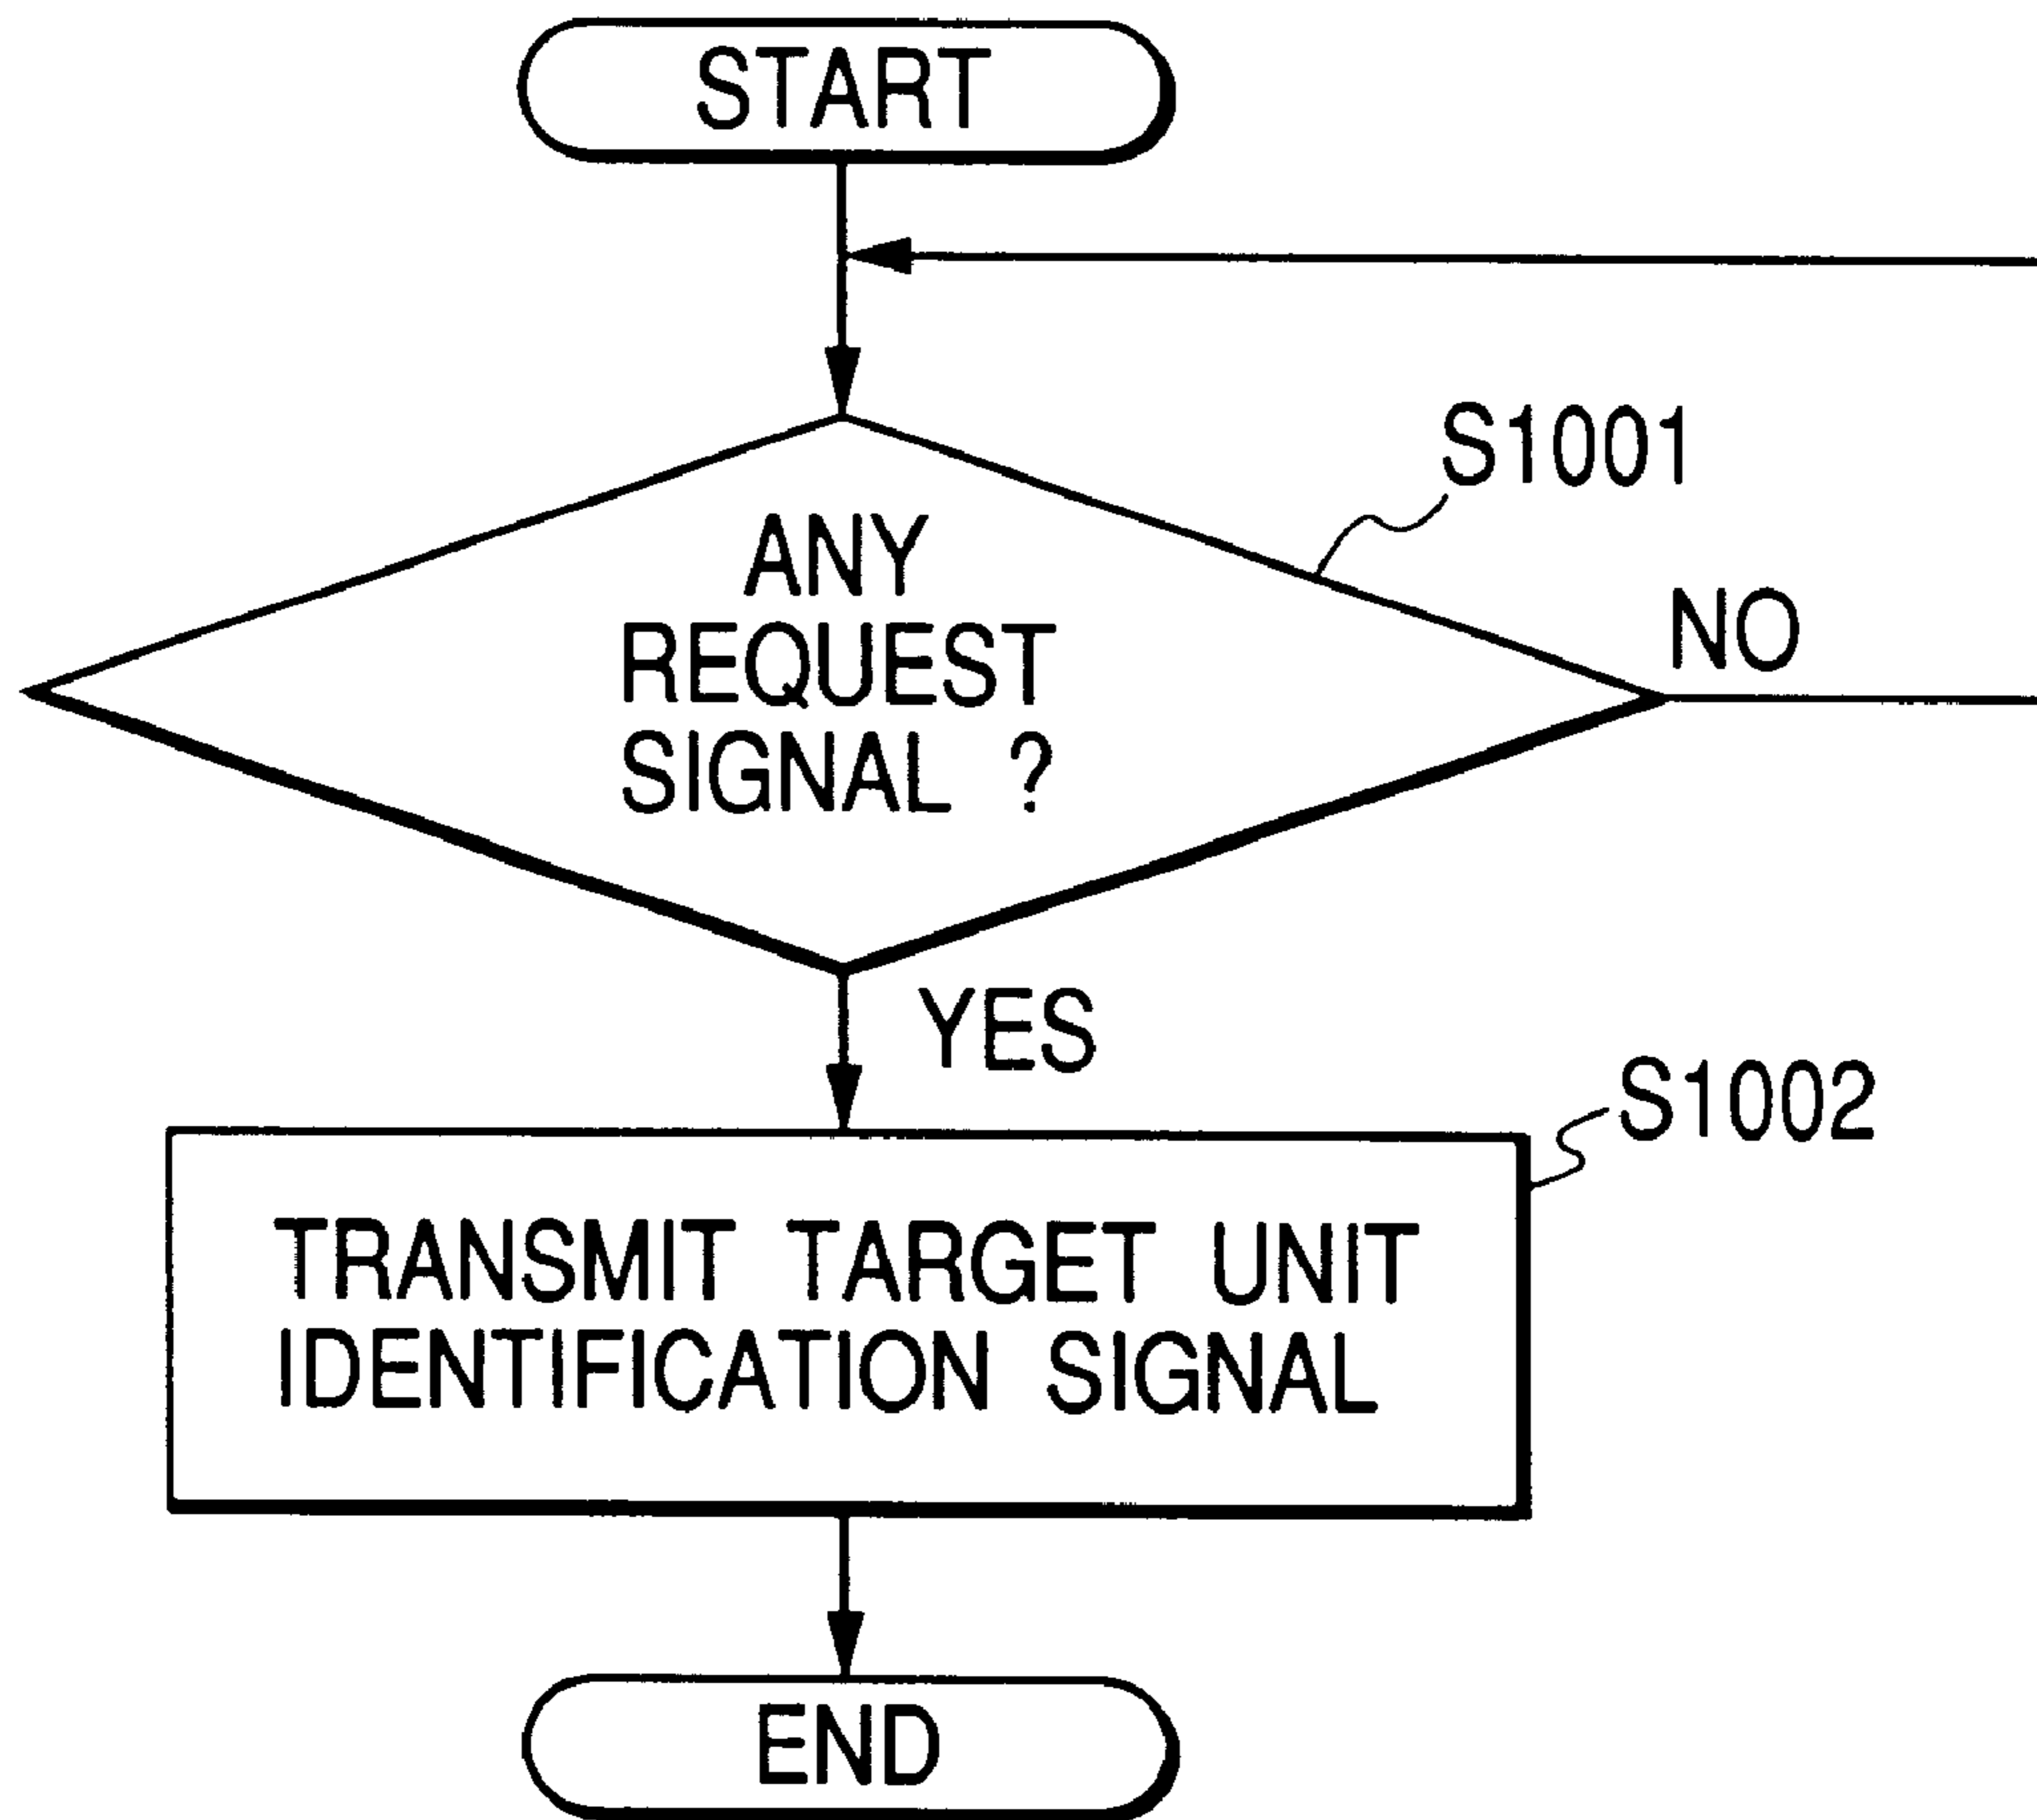 START
S1001
ANY
REQUEST
SIGNAL ?
NO
YES
S1002
TRANSMIT TARGET UNIT
IDENTIFICATION SIGNAL
END